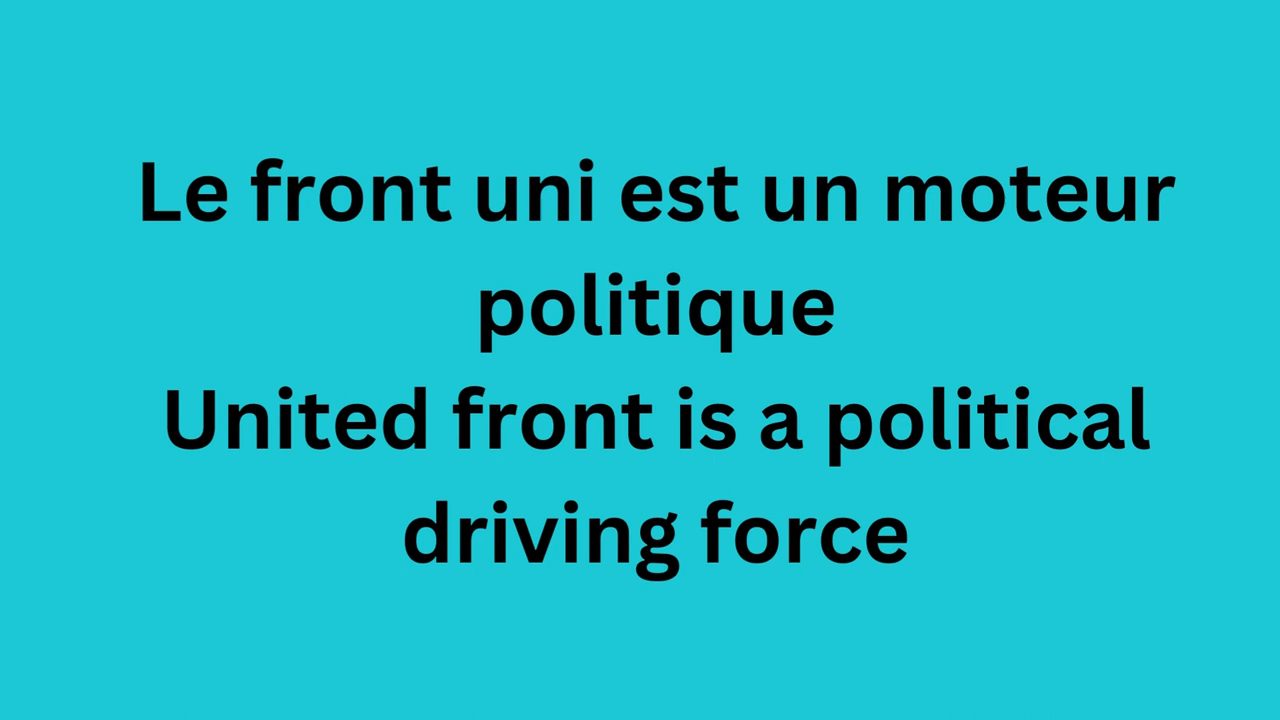 Le front uni est un moteur
politique
United front is a political
driving force